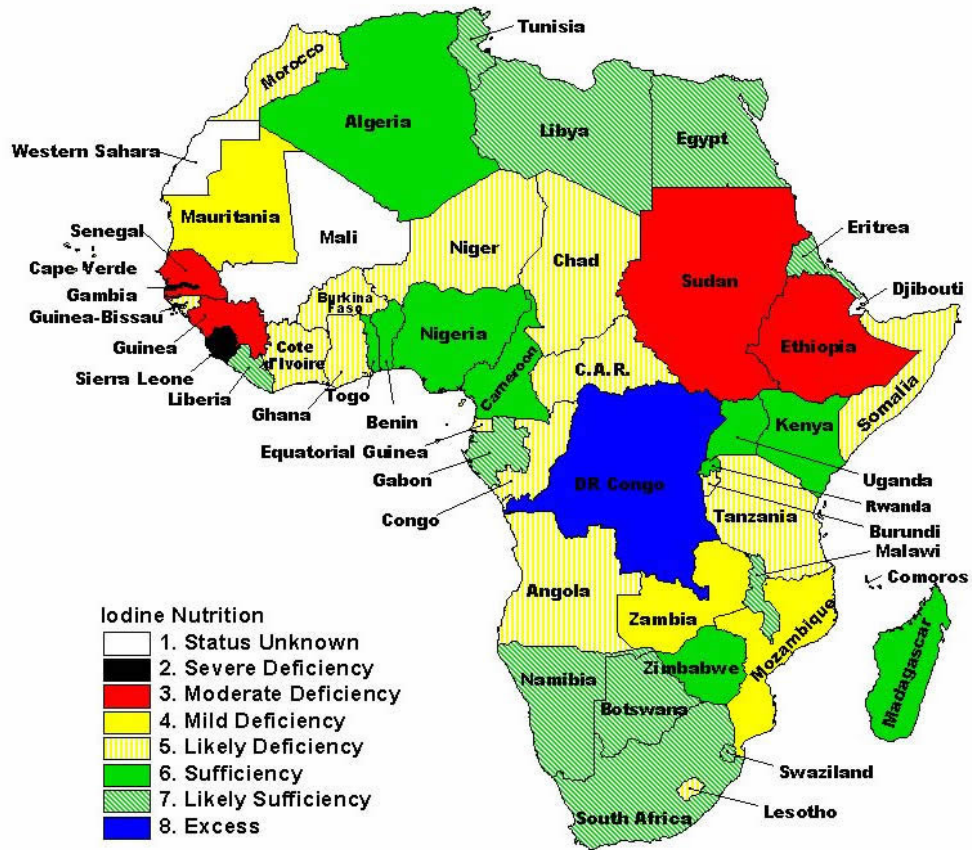 Tunisia
Morocco
Algeria
Libya
Egypt
Western Sahara
Mauritania
Mali
Niger
Chad
Sudan
Eritrea
Senegal
Cape Verde
Gambia
Guinea-Bissau
Djibouti
Burkina
Faso
Nigeria
Guinea
Cote
d'Ivoire
Ethiopia
Sierra Leone
C.A.R.
Cameroon
Somalia
Liberia
Ghana
Togo
Benin
Kenya
Equatorial Guinea
Uganda
Gabon
DR Congo
Rwanda
Congo
Tanzania
Burundi
Malawi
Comoros
Angola
Zambia
Mozambique
Madagascar
Zimbabwe
Namibia
Botswana
Swaziland
Lesotho
South Africa
Iodine Nutrition
1. Status Unknown
2. Severe Deficiency
3. Moderate Deficiency
4. Mild Deficiency
5. Likely Deficiency
6. Sufficiency
7. Likely Sufficiency
8. Excess